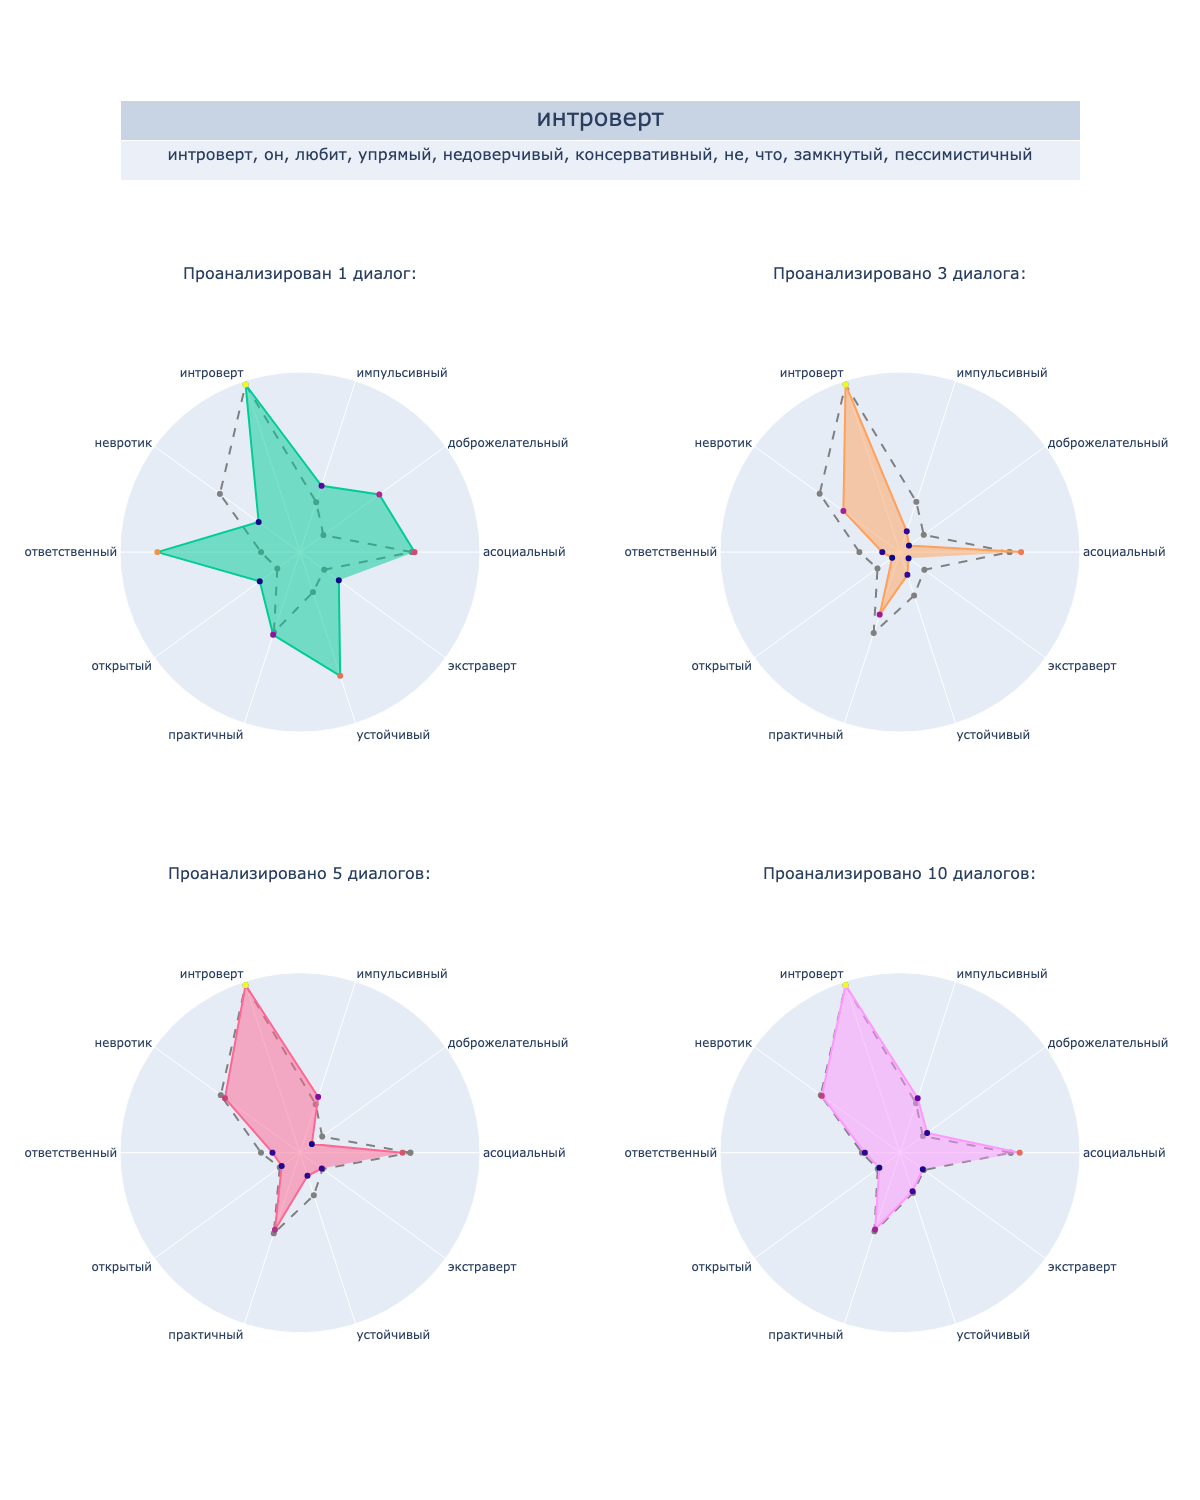 интроверт
интроверт, он, любит, упрямый, недоверчивый, консервативный, не, что, замкнутый, пессимистичный
Проанализирован 1 диалог:
интроверт
импульсивный
невротик
доброжелательный
ответственный
асоциальный
открытый
экстраверт
практичный
устойчивый
Проанализировано 3 диалога:
интроверт
импульсивный
невротик
доброжелательный
ответственный
асоциальный
открытый
экстраверт
практичный
устойчивый
Проанализировано 5 диалогов:
интроверт
импульсивный
невротик
доброжелательный
ответственный
асоциальный
открытый
экстраверт
практичный
устойчивый
Проанализировано 10 диалогов:
интроверт
импульсивный
невротик
доброжелательный
ответственный
асоциальный
открытый
экстраверт
практичный
устойчивый